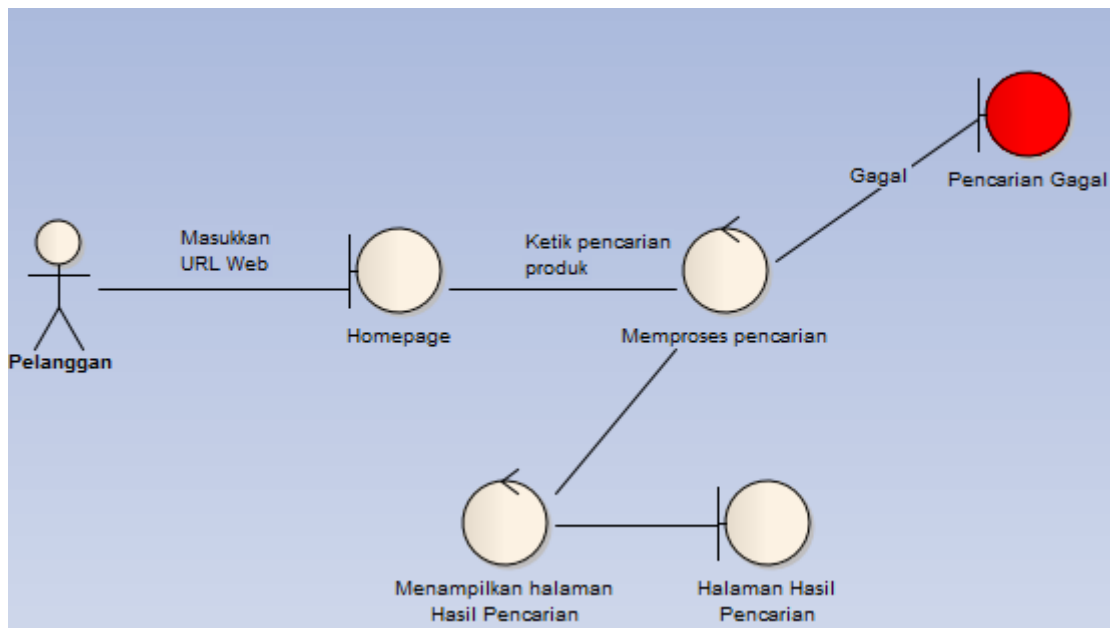 Gagal
Pencarian Gagal
Masukkan
URL Web
Ketik pencarian
produk
Pelanggan
Homepage
Memproses pencarian
Menampilkan halaman
Hasil Pencarian
Halaman Hasil
Pencarian